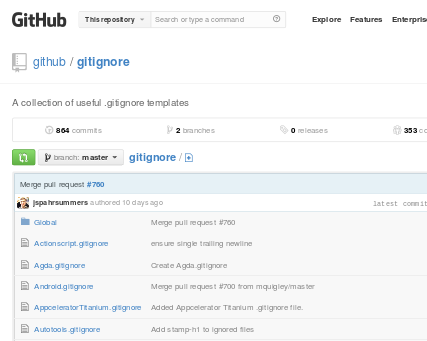 GitHub This repository Search or type a command Explore Features Enterprise
github / gitignore
A collection of useful .gitignore templates
864 commits 2 branches 0 releases 353 co
branch: master gitignore /
Merge pull request #760
jspahrsummers authored 10 days ago latest commit
Global Merge pull request #760
Actionscript.gitignore ensure single trailing newline
Agda.gitignore Create Agda.gitignore
Android.gitignore Merge pull request #700 from mquigley/master
AppceleratorTitanium.gitignore Added Appcelerator Titanium .gitignore file.
Autotools.gitignore Add stamp-h1 to ignored files